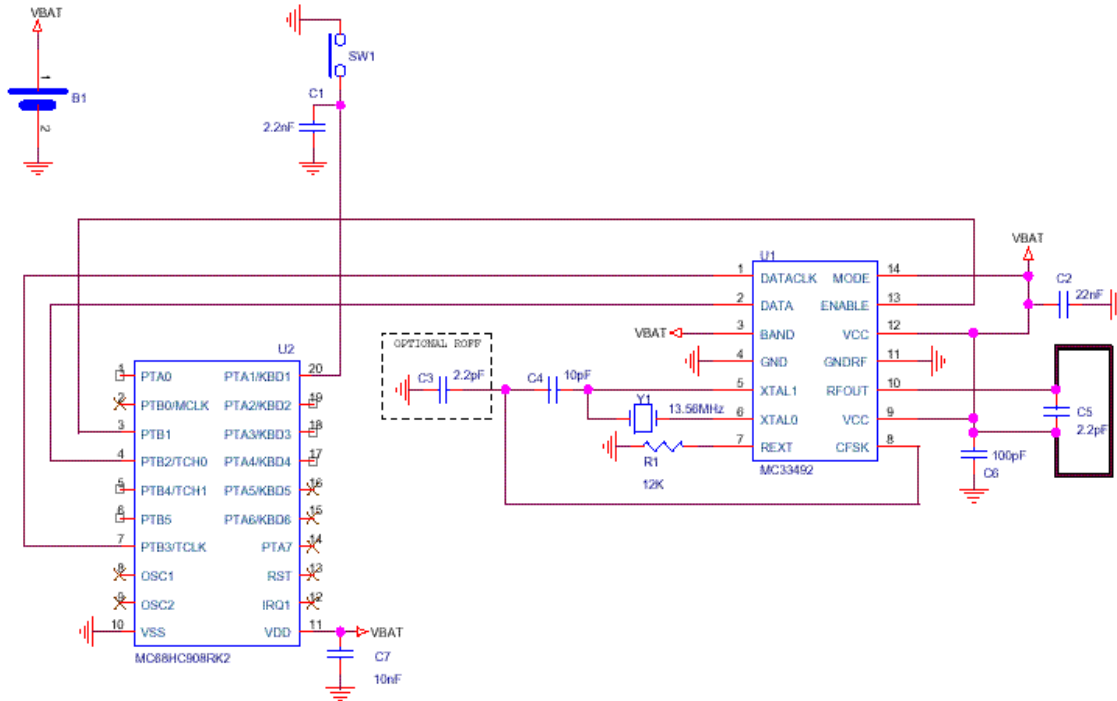 VBAT
1
B1
2
SW1
C1
2.2nF
VBAT
U1
1 DATACLK MODE 14
2 DATA ENABLE 13
VBAT 3 BAND VCC 12
4 GND GNDRF 11
5 XTAL1 RFOUT 10
6 XTAL0 VCC 9
7 REXT CFSK 8
MC33492
C2
22nF
OPTIONAL ROFF
C3 2.2pF
C4 10pF
Y1 13.56MHz
R1
12K
C5
2.2pF
100pF
C6
U2
1 PTA0 PTA1/KBD1 20
2 PTB0/MCLK PTA2/KBD2 19
3 PTB1 PTA3/KBD3 18
4 PTB2/TCH0 PTA4/KBD4 17
5 PTB4/TCH1 PTA5/KBD5 16
6 PTB5 PTA6/KBD6 15
7 PTB3/TCLK PTA7 14
8 OSC1 RST 13
9 OSC2 IRQ1 12
10 VSS VDD 11
VBAT
MC68HC908RK2
C7
10nF